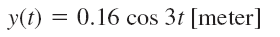 y(t) = 0.16 cos 3t [meter]